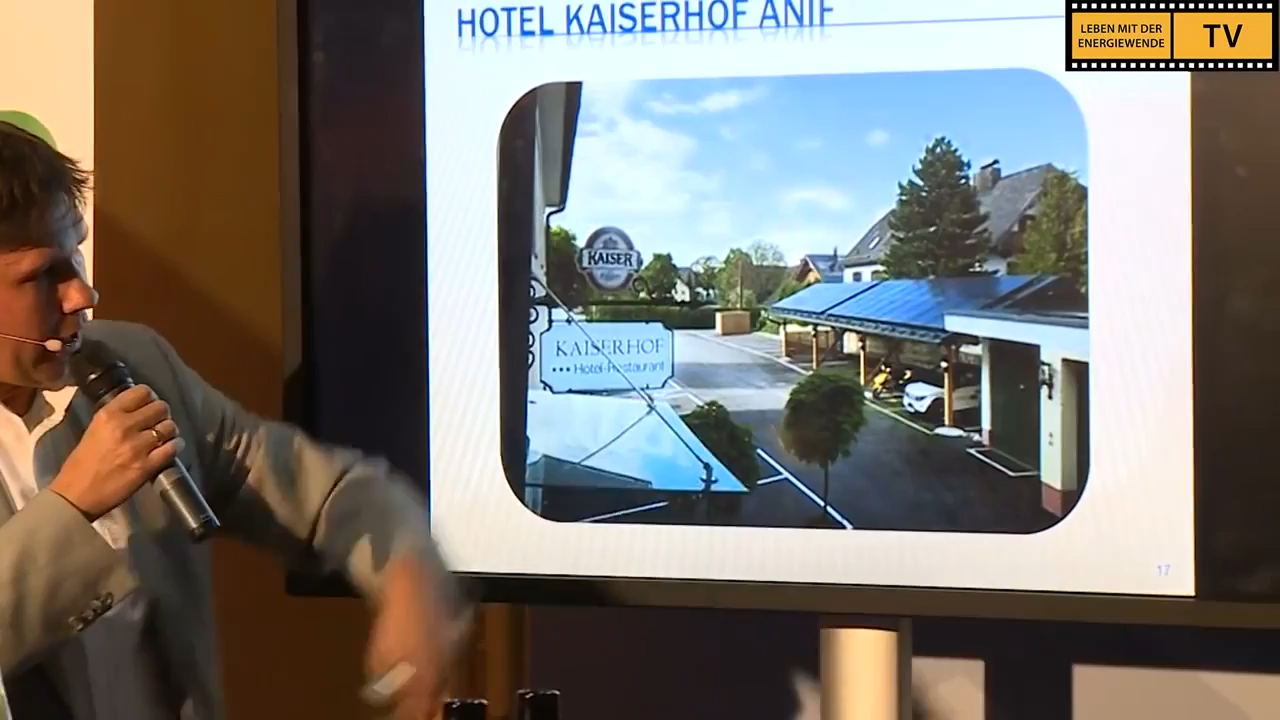 HOTEL KAISERHOF ANIF
LEBEN MIT DER
ENERGIEWENDE
TV
KAISER
KAISERHOF
•••Hotel-Restaurant
17